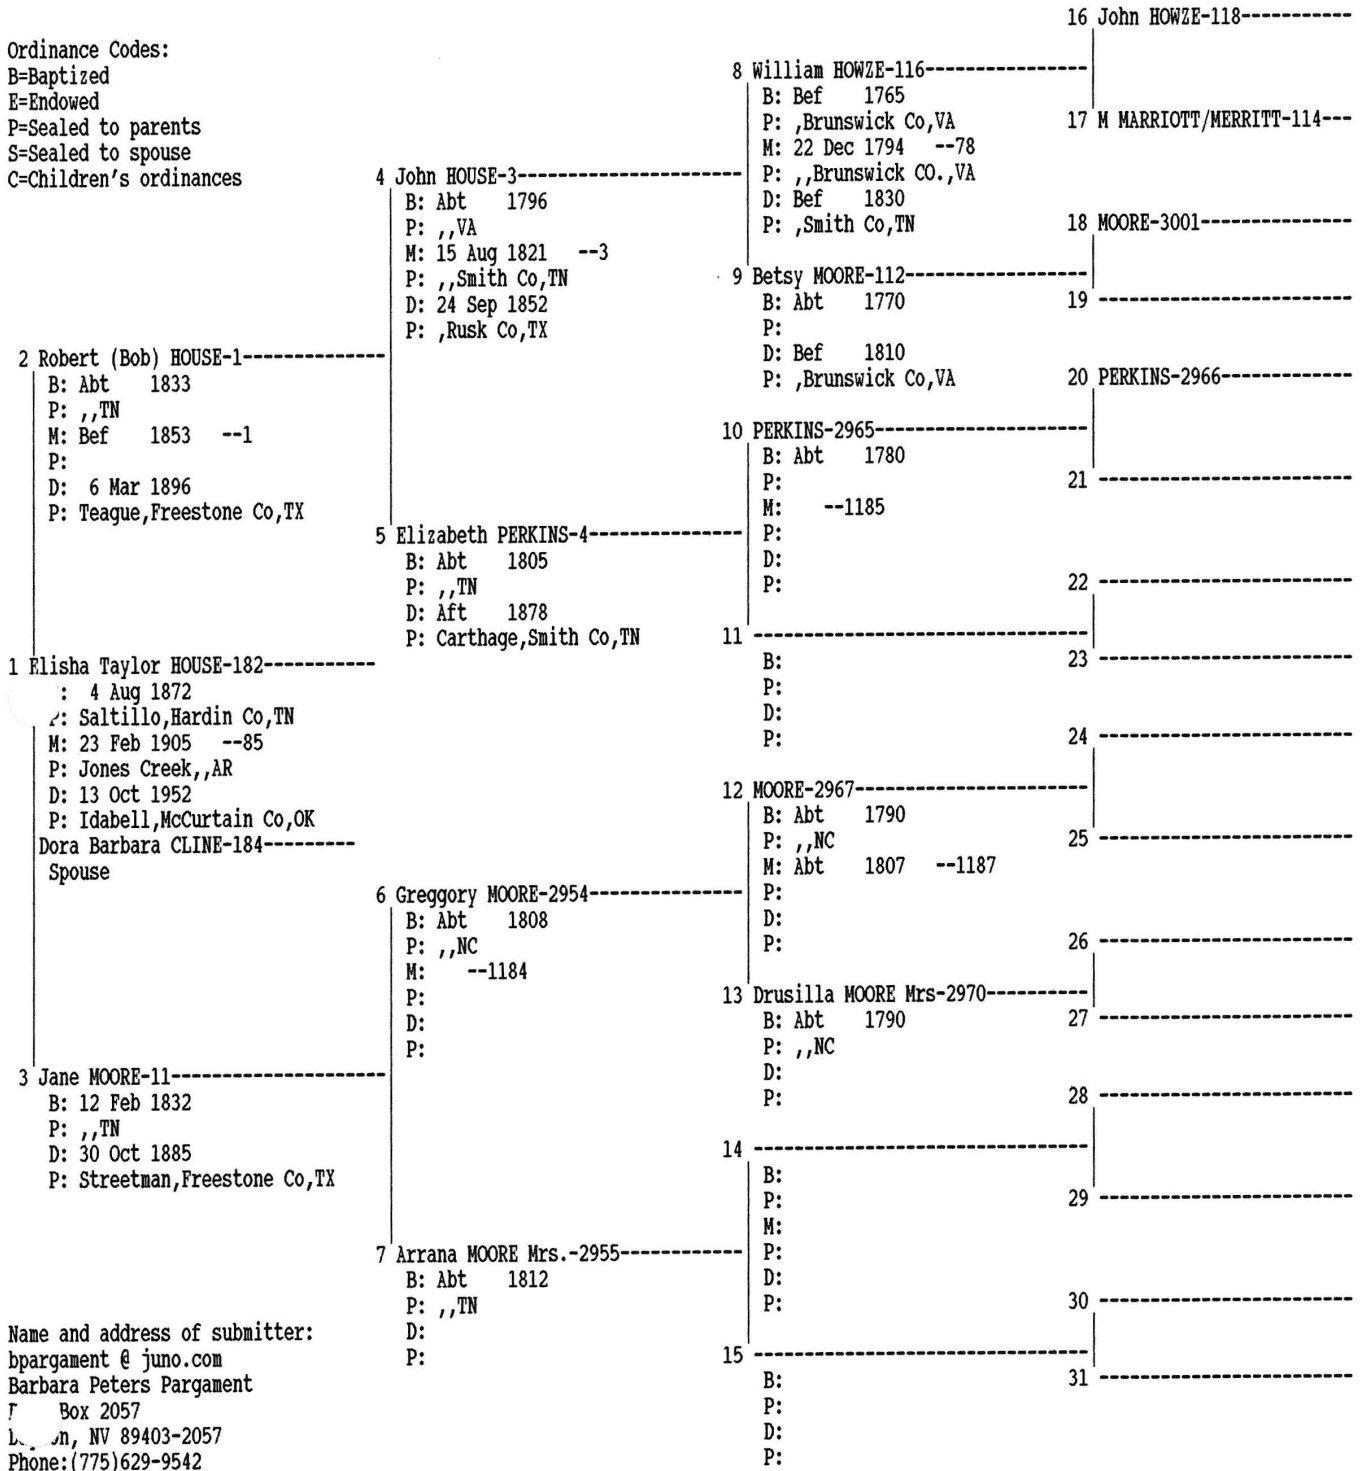 Ordinance Codes:
B=Baptized
E=Endowed
P=Sealed to parents
S=Sealed to spouse
C=Children's ordinances
1 Elisha Taylor HOUSE-182-----------
: 4 Aug 1872
P: Saltillo,Hardin Co,TN
M: 23 Feb 1905 --85
P: Jones Creek,,AR
D: 13 Oct 1952
P: Idabell,McCurtain Co,OK
Dora Barbara CLINE-184---------
Spouse
2 Robert (Bob) HOUSE-1--------------
B: Abt 1833
P: ,,TN
M: Bef 1853 --1
P:
D: 6 Mar 1896
P: Teague,Freestone Co,TX
3 Jane MOORE-11---------------------
B: 12 Feb 1832
P: ,,TN
D: 30 Oct 1885
P: Streetman,Freestone Co,TX
4 John HOUSE-3----------------------
B: Abt 1796
P: ,,VA
M: 15 Aug 1821 --3
P: ,,Smith Co,TN
D: 24 Sep 1852
P: ,Rusk Co,TX
5 Elizabeth PERKINS-4---------------
B: Abt 1805
P: ,,TN
D: Aft 1878
P: Carthage,Smith Co,TN
6 Greggory MOORE-2954---------------
B: Abt 1808
P: ,,NC
M: --1184
P:
D:
P:
7 Arrana MOORE Mrs.-2955------------
B: Abt 1812
P: ,,TN
D:
P:
8 William HOWZE-116----------------
B: Bef 1765
P: ,Brunswick Co,VA
M: 22 Dec 1794 --78
P: ,,Brunswick CO.,VA
D: Bef 1830
P: ,Smith Co,TN
9 Betsy MOORE-112------------------
B: Abt 1770
P:
D: Bef 1810
P: ,Brunswick Co,VA
10 PERKINS-2965---------------------
B: Abt 1780
P:
M: --1185
P:
D:
P:
11 ---------------------------------
B:
P:
D:
P:
12 MOORE-2967-----------------------
B: Abt 1790
P: ,,NC
M: Abt 1807 --1187
P:
D:
P:
13 Drusilla MOORE Mrs-2970----------
B: Abt 1790
P: ,,NC
D:
P:
14 ---------------------------------
B:
P:
M:
P:
D:
P:
15 ---------------------------------
B:
P:
D:
P:
16 John HOWZE-118-----------
17 M MARRIOTT/MERRITT-114---
18 MOORE-3001---------------
19 -------------------------
20 PERKINS-2966-------------
21 -------------------------
22 -------------------------
23 -------------------------
24 -------------------------
25 -------------------------
26 -------------------------
27 -------------------------
28 -------------------------
29 -------------------------
30 -------------------------
31 -------------------------
Name and address of submitter:
bpargament @ juno.com
Barbara Peters Pargament
Box 2057
NV 89403-2057
Phone:(775)629-9542